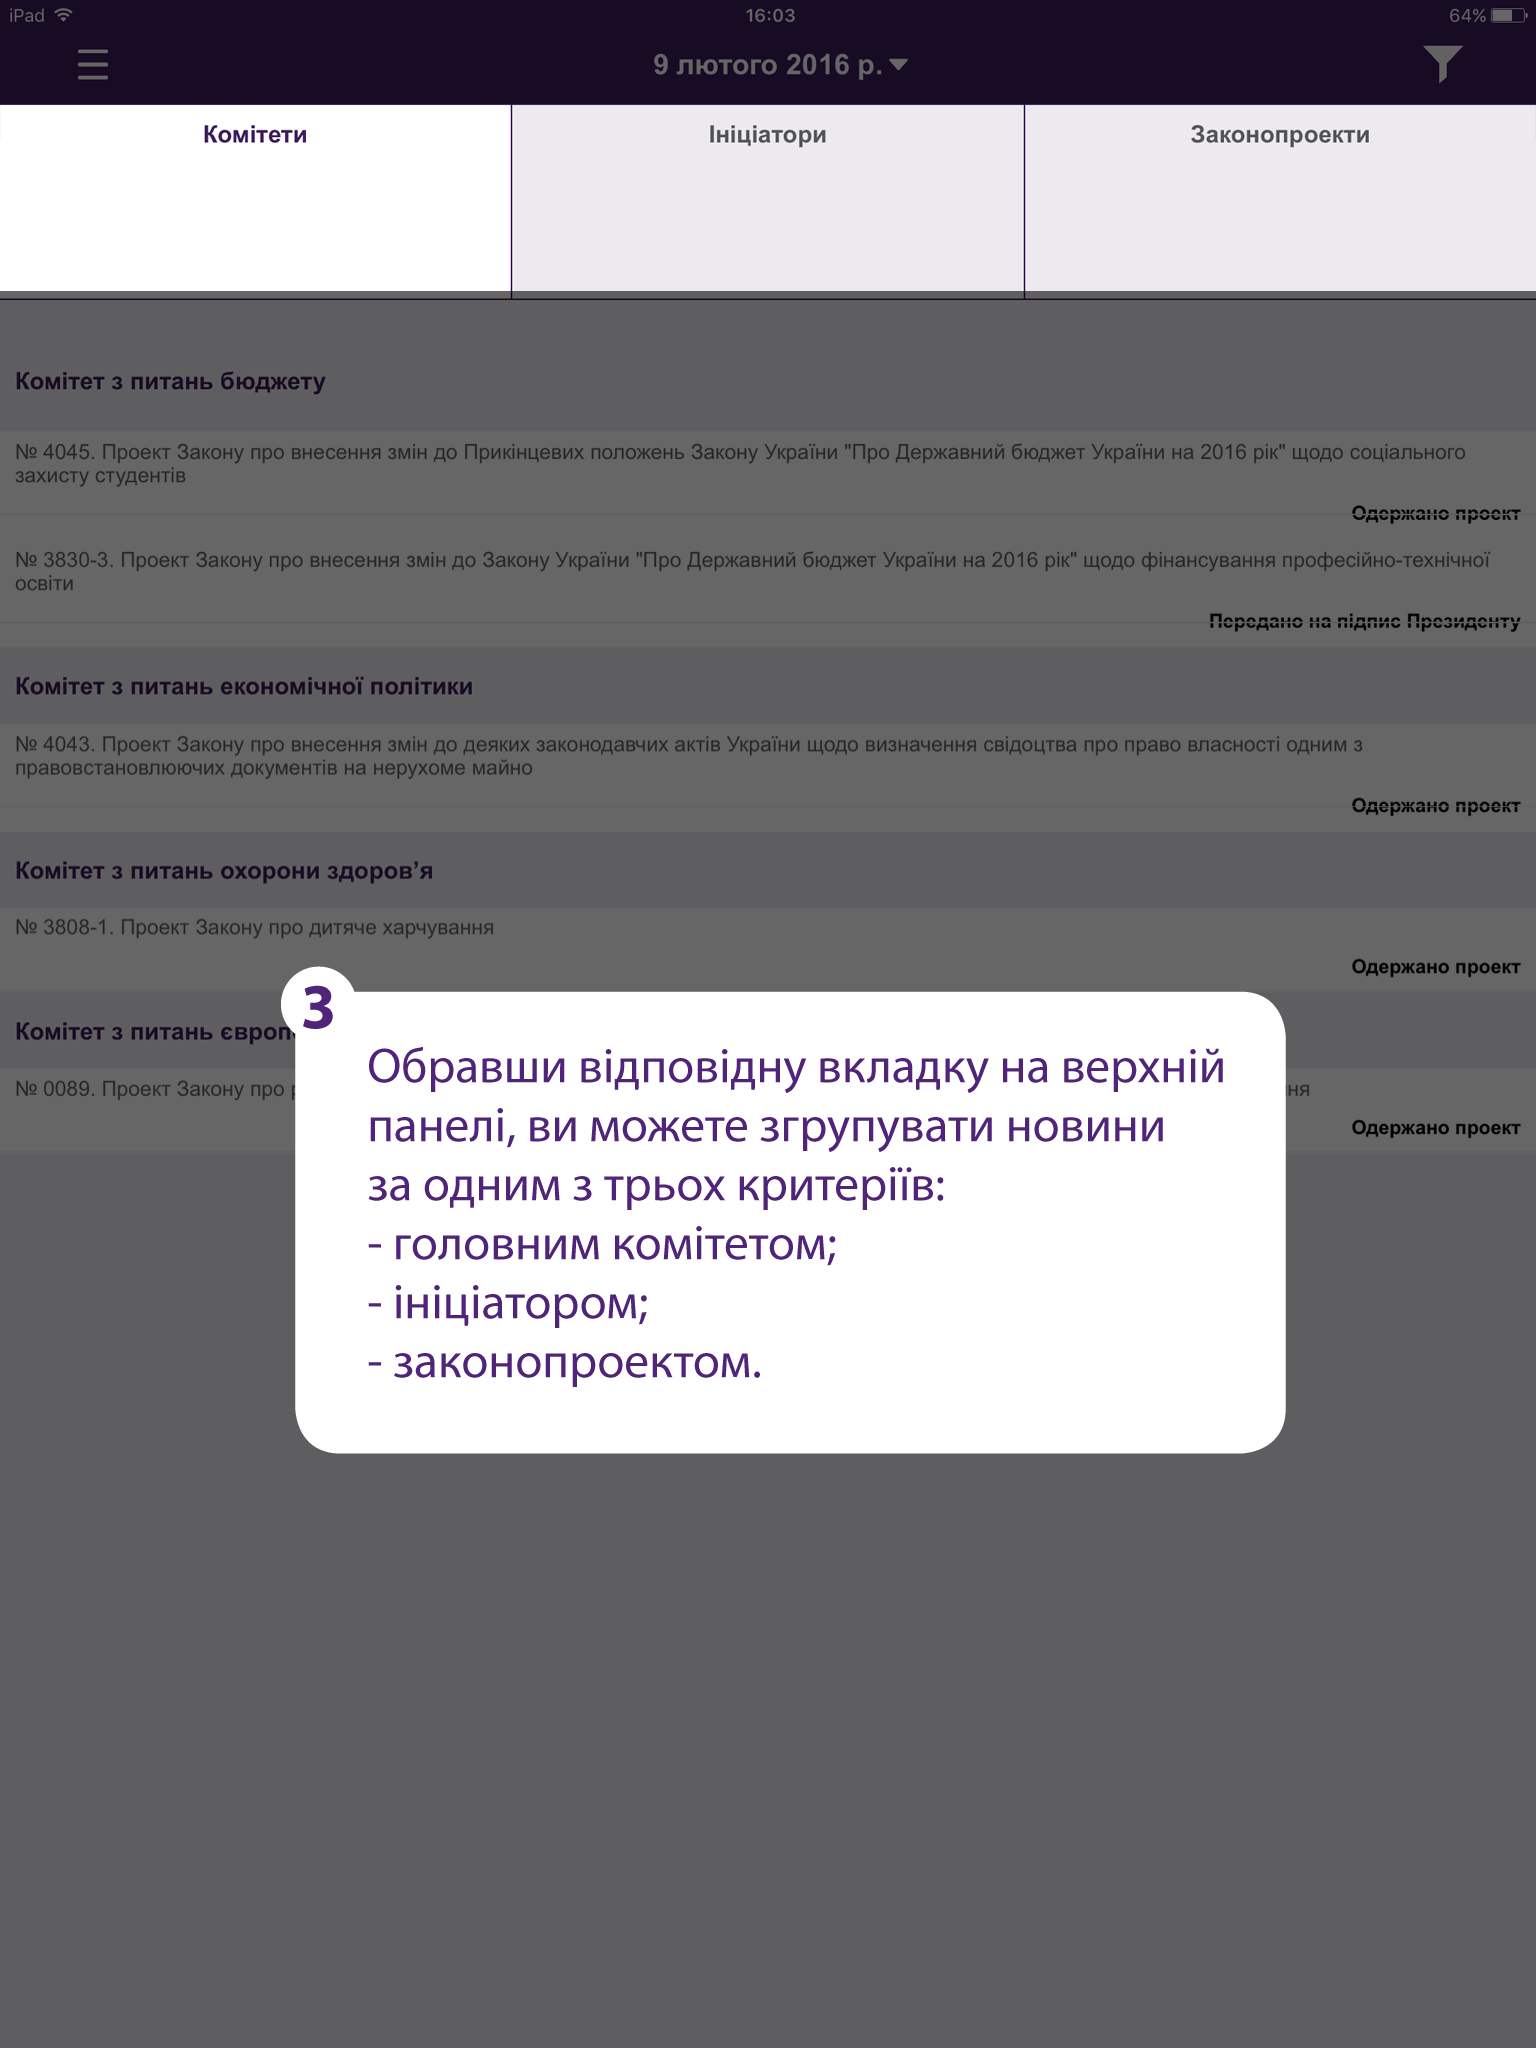 iPad 16:03 64%
9 лютого 2016 р.
Комітети Ініціатори Законопроекти
Комітет з питань бюджету
№ 4045. Проект Закону про внесення змін до Прикінцевих положень Закону України "Про Державний бюджет України на 2016 рік" щодо соціального
захисту студентів
Одержано проект
№ 3830-3. Проект Закону про внесення змін до Закону України "Про Державний бюджет України на 2016 рік" щодо фінансування професійно-технічної
освіти
Передано на підпис Президенту
Комітет з питань економічної політики
№ 4043. Проект Закону про внесення змін до деяких законодавчих актів України щодо визначення свідоцтва про право власності одним з
правовстановлюючих документів на нерухоме майно
Одержано проект
Комітет з питань охорони здоров’я
№ 3808-1. Проект Закону про дитяче харчування
Одержано проект
Комітет з питань
№ 0089. Проект Закону про
Одержано проект
3
Обравши відповідну вкладку на верхній
панелі, ви можете згрупувати новини
за одним з трьох критеріїв:
- головним комітетом;
- ініціатором;
- законопроектом.